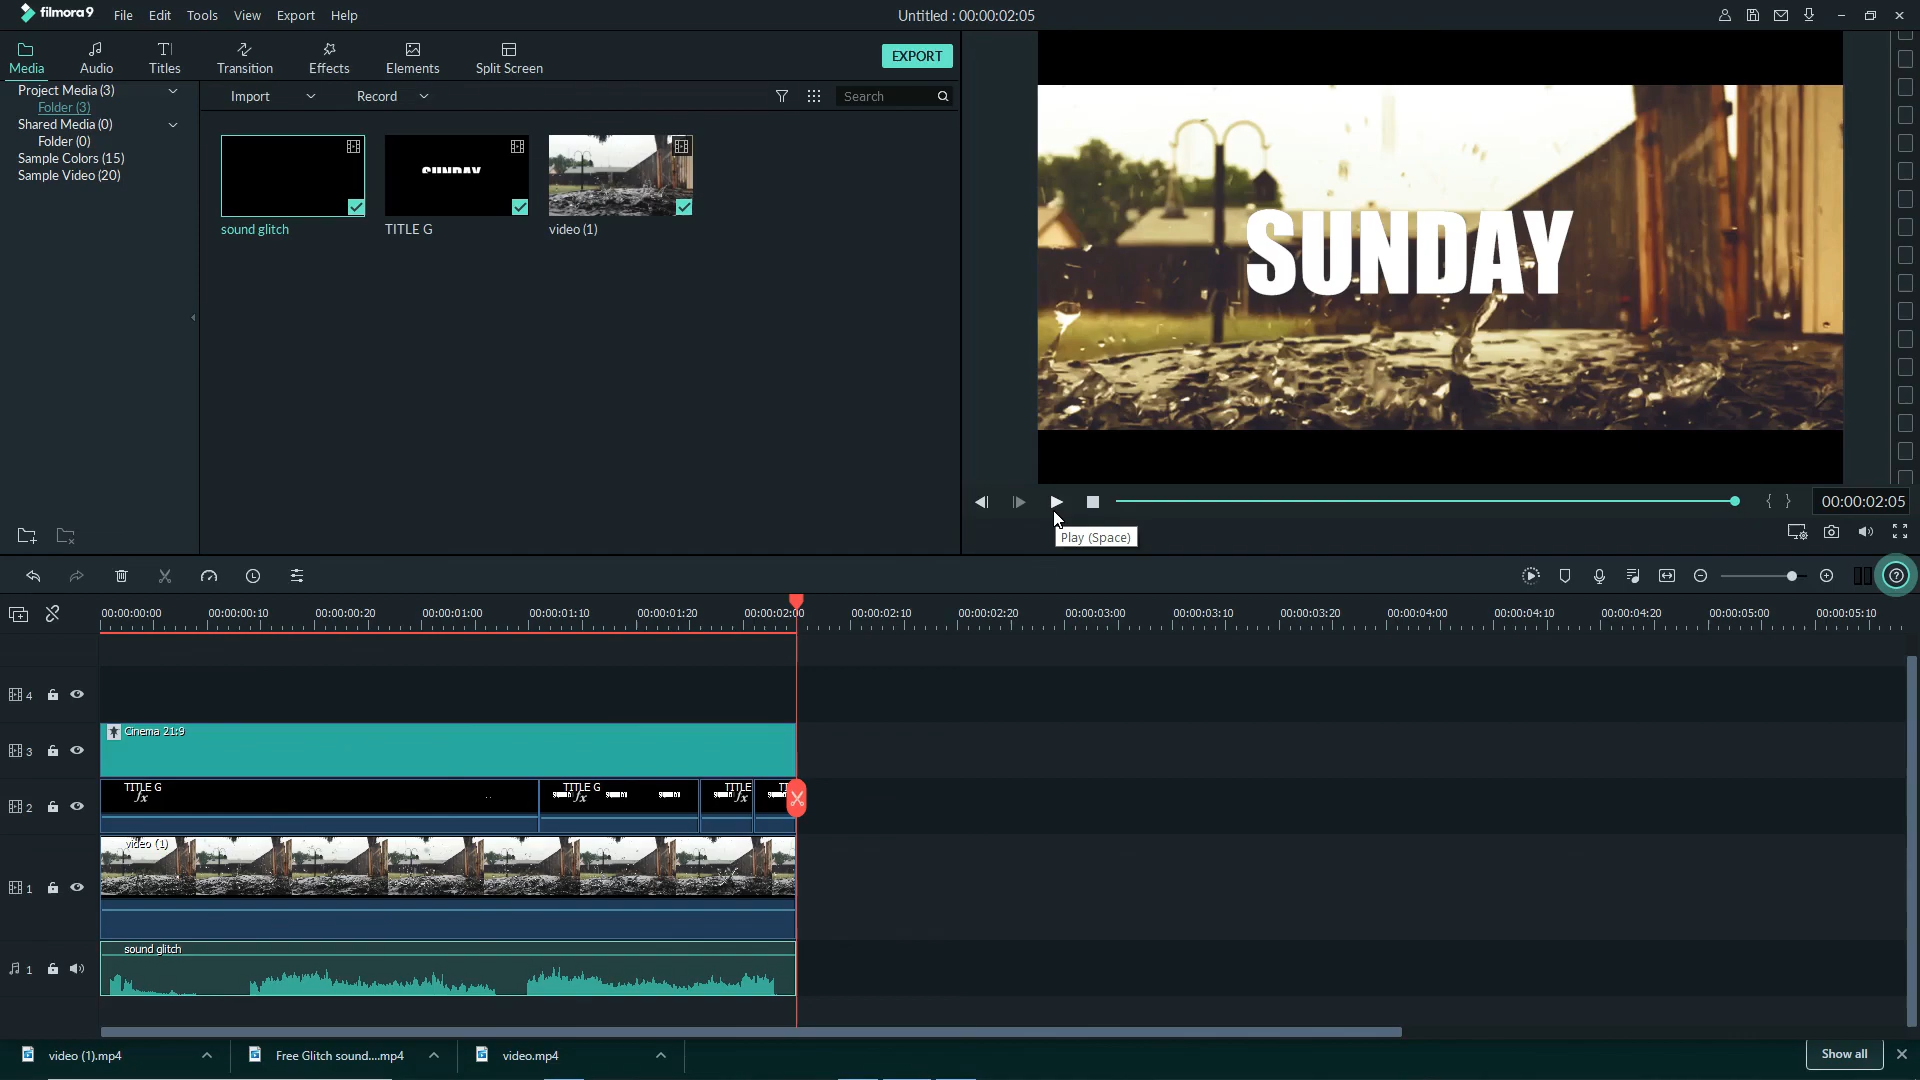 filmora9 File Edit Tools View Export Help Untitled : 00:00:02:05
Media Audio Titles Transition Effects Elements Split Screen EXPORT
Project Media (3)
Folder (3)
Shared Media (0)
Folder (0)
Sample Colors (15)
Sample Video (20)
Import Record Search
SUNDAY
sound glitch TITLE G video (1)
SUNDAY
00:00:02:05
Play (Space)
00:00:00:00 00:00:00:10 00:00:00:20 00:00:01:00 00:00:01:10 00:00:01:20 00:00:02:00 00:00:02:10 00:00:02:20 00:00:03:00 00:00:03:10 00:00:03:20 00:00:04:00 00:00:04:10 00:00:04:20 00:00:05:00 00:00:05:10
4
3 Cinema 21:9
2 TITLE G TITLE G TITLE
1 video (1)
1 sound glitch
video (1).mp4 Free Glitch sound....mp4 video.mp4 Show all